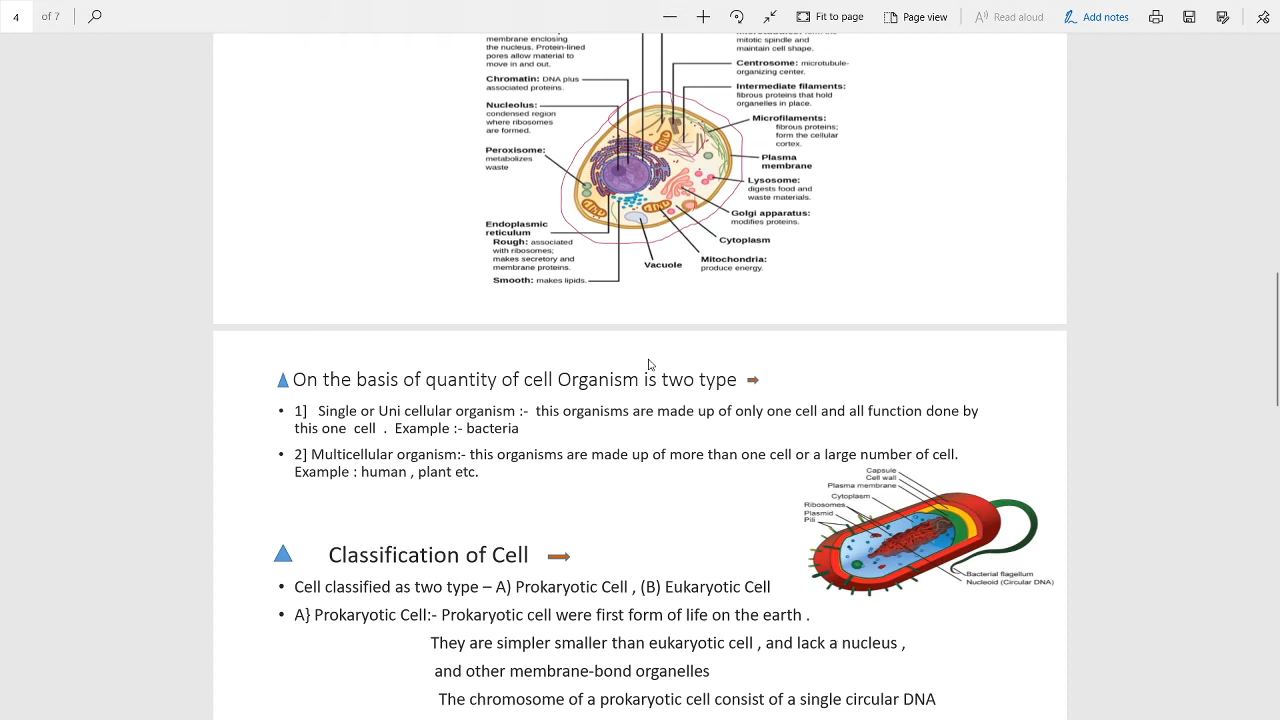 4 of 7
Page view
Read aloud
Add notes
membrane enclosing
the nucleus. Protein-lined
pores allow material to
move in and out.
Chromatin: DNA plus
associated proteins.
Nucleolus:
condensed region
where ribosomes
are formed.
Peroxisome:
metabolizes
waste
Endoplasmic
reticulum
Rough: associated
with ribosomes;
makes secretory and
membrane proteins.
Smooth: makes lipids.
mitotic spindle and
maintain cell shape.
Centrosome: microtubule-
organizing center.
Intermediate filaments:
fibrous proteins that hold
organelles in place.
Microfilaments:
fibrous proteins;
form the cellular
cortex.
Plasma
membrane
Lysosome:
digests food and
waste materials.
Golgi apparatus:
modifies proteins.
Cytoplasm
Mitochondria:
produce energy.
Vacuole
On the basis of quantity of cell Organism is two type
• 1] Single or Uni cellular organism :- this organisms are made up of only one cell and all function done by
this one cell . Example :- bacteria
• 2] Multicellular organism:- this organisms are made up of more than one cell or a large number of cell.
Example : human , plant etc.
Capsule
Cell wall
Plasma membrane
Cytoplasm
Ribosomes
Plasmid
Pili
Bacterial flagellum
Nucleoid (Circular DNA)
Classification of Cell
• Cell classified as two type – A) Prokaryotic Cell , (B) Eukaryotic Cell
• A} Prokaryotic Cell:- Prokaryotic cell were first form of life on the earth .
They are simpler smaller than eukaryotic cell , and lack a nucleus ,
and other membrane-bond organelles
The chromosome of a prokaryotic cell consist of a single circular DNA